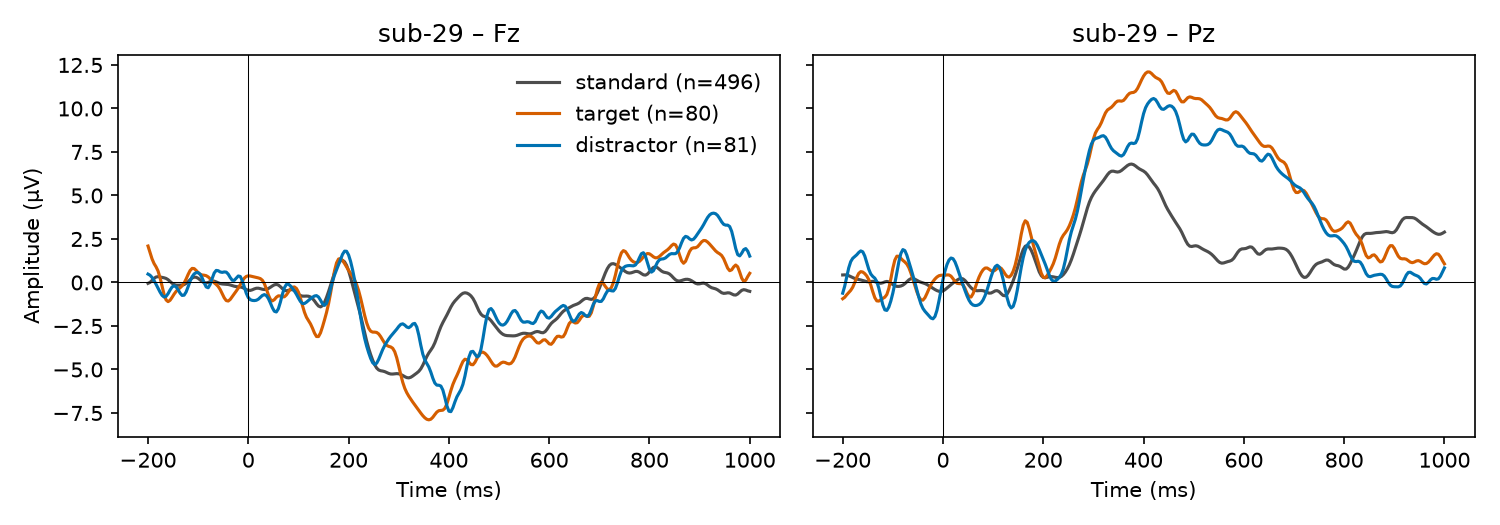 sub-29 – Fz
sub-29 – Pz
12.5
10.0
7.5
5.0
2.5
0.0
−2.5
−5.0
−7.5
Amplitude (µV)
standard (n=496)
target (n=80)
distractor (n=81)
−200 0 200 400 600 800 1000
−200 0 200 400 600 800 1000
Time (ms)
Time (ms)